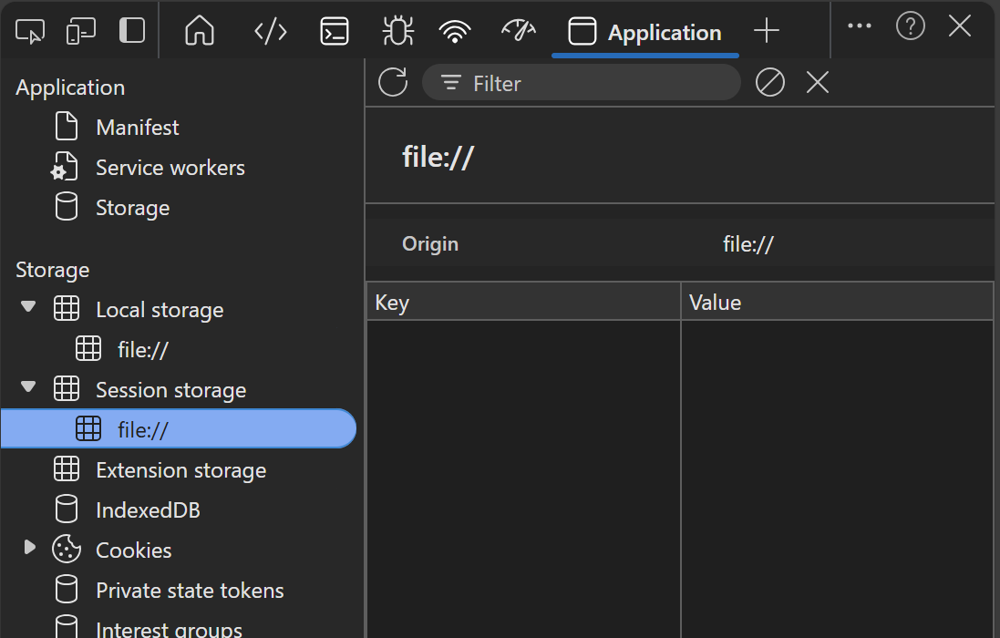 Application
Application
Manifest
Service workers
Storage
Storage
Local storage
file://
Session storage
file://
Extension storage
IndexedDB
Cookies
Private state tokens
Interest groups
Filter
file://
Origin file://
Key Value